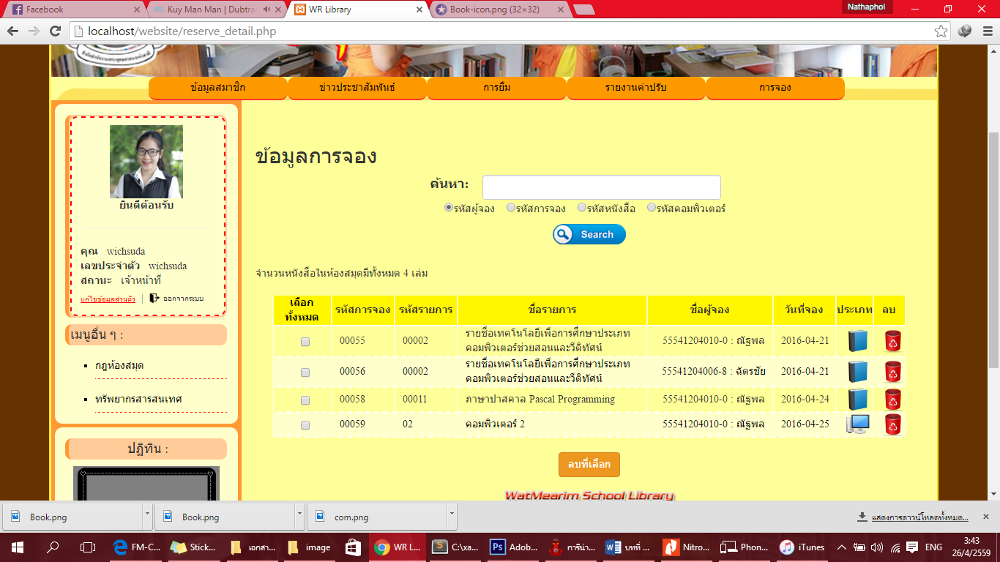 Facebook
Kuy Man Man | Dubtra
WR Library
Book-icon.png (32×32)
Nathaphol
localhost/website/reserve_detail.php
ข้อมูลสมาชิก
ข่าวประชาสัมพันธ์
การยืม
รายงานค่าปรับ
การจอง
ยินดีต้อนรับ
คุณ wichsuda
เลขประจำตัว wichsuda
สถานะ เจ้าหน้าที่
แก้ไขข้อมูลส่วนตัว | ออกจากระบบ
เมนูอื่น ๆ :
กฎห้องสมุด
ทรัพยากรสารสนเทศ
ปฏิทิน :
ข้อมูลการจอง
ค้นหา:
รหัสผู้จอง รหัสการจอง รหัสหนังสือ รหัสคอมพิวเตอร์
Search
จำนวนหนังสือในห้องสมุดมีทั้งหมด 4 เล่ม
เลือก
ทั้งหมด รหัสการจอง รหัสรายการ ชื่อรายการ ชื่อผู้จอง วันที่จอง ประเภท ลบ
00055 00002 รายชื่อเทคโนโลยีเพื่อการศึกษาประเภท
คอมพิวเตอร์ช่วยสอนและวีดิทัศน์ 55541204010-0 : ณัฐพล 2016-04-21
00056 00002 รายชื่อเทคโนโลยีเพื่อการศึกษาประเภท
คอมพิวเตอร์ช่วยสอนและวีดิทัศน์ 55541204006-8 : ฉัตรชัย 2016-04-21
00058 00011 ภาษาปาสคาล Pascal Programming 55541204010-0 : ณัฐพล 2016-04-24
00059 02 คอมพิวเตอร์ 2 55541204010-0 : ณัฐพล 2016-04-25
ลบที่เลือก
WatMearim School Library
Book.png
Book.png
com.png
แสดงการดาวน์โหลดทั้งหมด...
FM-C...
Stick...
เอกสา...
image
WR L...
C:\xa...
Adob...
การีน่า...
บทที่ ...
Nitro...
Phon...
iTunes
ENG
3:43
26/4/2559